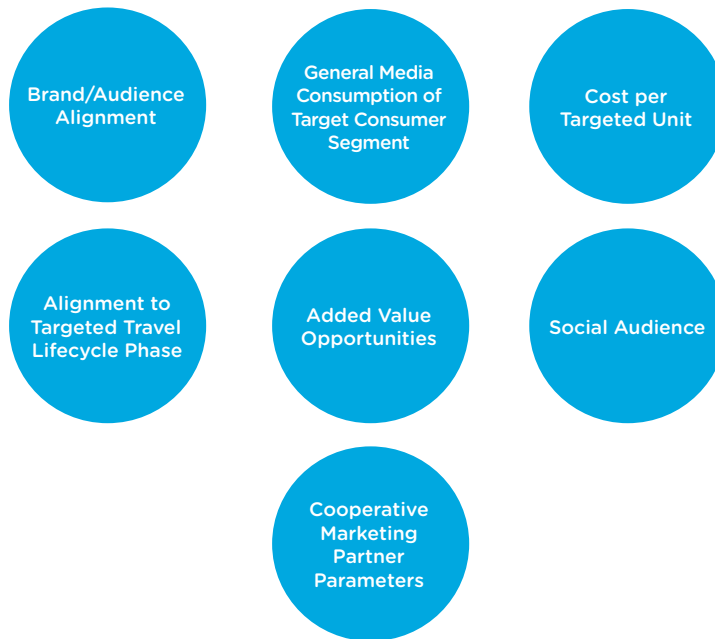 Brand/Audience
Alignment
General Media
Consumption of
Target Consumer
Segment
Cost per
Targeted Unit
Alignment to
Targeted Travel
Lifecycle Phase
Added Value
Opportunities
Social Audience
Cooperative
Marketing
Partner
Parameters